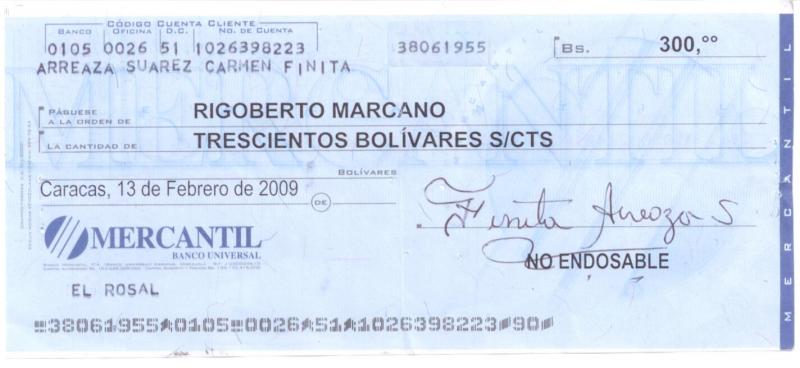 CÓDIGO CUENTA CLIENTE
BANCO OFICINA D.C. NO. DE CUENTA
0105 0026 51 1026398223
38061955
Bs. 300,°°
ARREAZA SUAREZ CARMEN FINITA
PÁGUESE A LA ORDEN DE RIGOBERTO MARCANO
LA CANTIDAD DE TRESCIENTOS BOLÍVARES S/CTS
BOLÍVARES
Caracas, 13 de Febrero de 2009
DE
Finita Arreaza S
MERCANTIL
BANCO UNIVERSAL
NO ENDOSABLE
EL ROSAL
38061955 0105 0026 51 1026398223 90
MERCANTIL